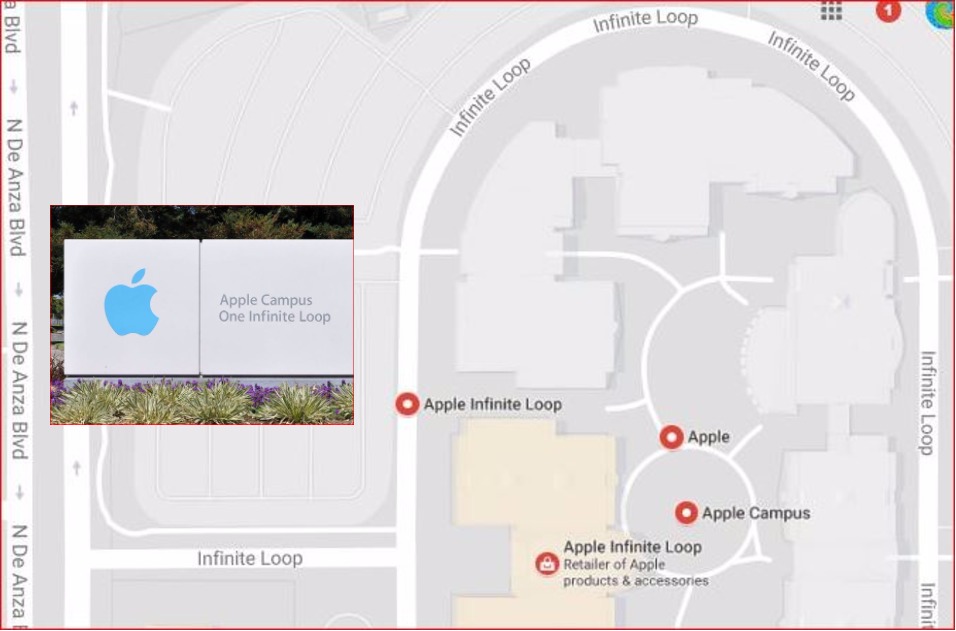 a Blvd
N De Anza Blvd
N De Anza Blvd
N De Anza B
Infinite Loop
Infinite Loop
Infinite Loop
1
Apple Campus
One Infinite Loop
Infinite Loop
Apple Infinite Loop
Apple
Apple Campus
Infinite Loop
Apple Infinite Loop
Retailer of Apple
products & accessories
Infinit